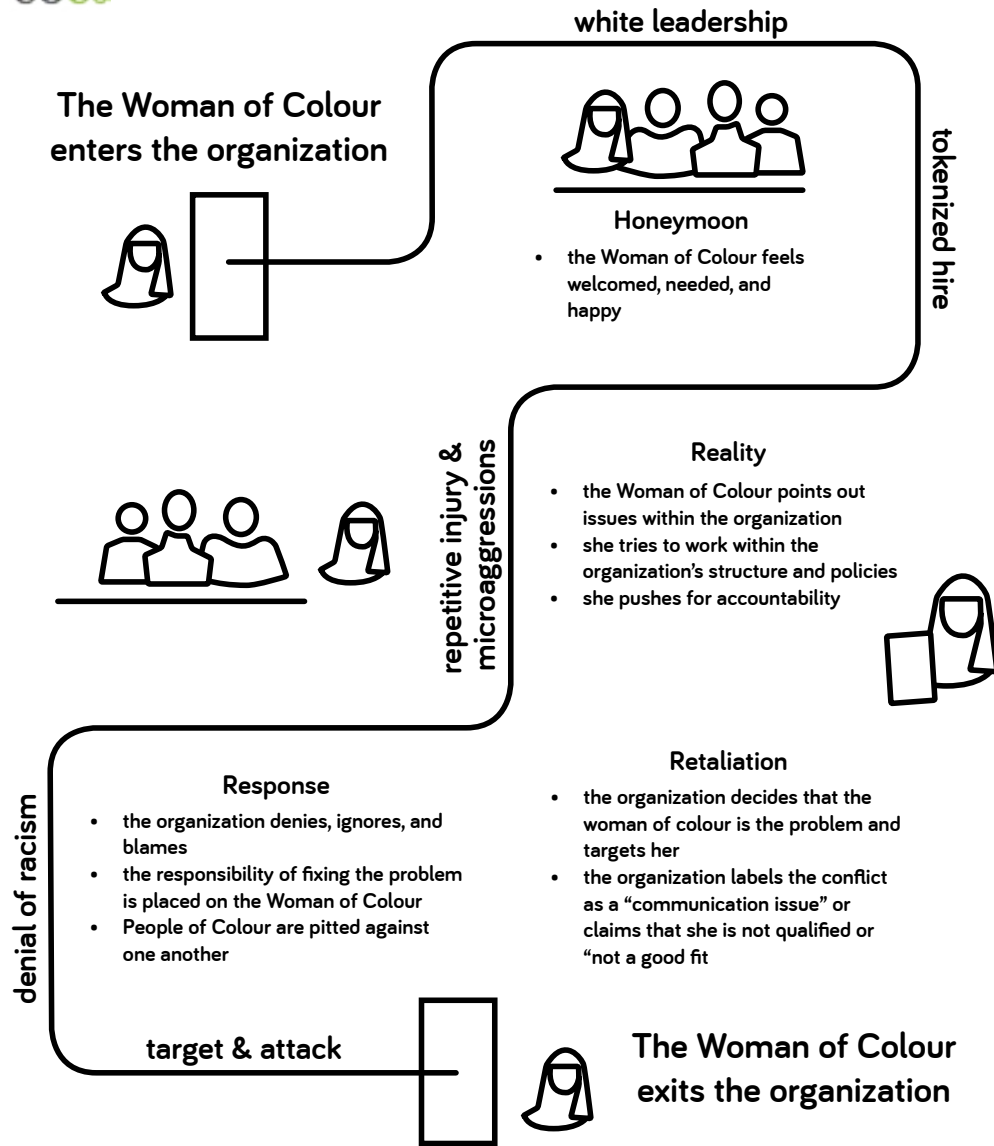 white leadership
The Woman of Colour
enters the organization
tokenized hire
Honeymoon
• the Woman of Colour feels
welcomed, needed, and
happy
repetitive injury &
microaggressions
Reality
• the Woman of Colour points out
issues within the organization
• she tries to work within the
organization's structure and policies
• she pushes for accountability
denial of racism
Response
• the organization denies, ignores, and
blames
• the responsibility of fixing the problem
is placed on the Woman of Colour
• People of Colour are pitted against
one another
Retaliation
• the organization decides that the
woman of colour is the problem and
targets her
• the organization labels the conflict
as a “communication issue” or
claims that she is not qualified or
“not a good fit
target & attack
The Woman of Colour
exits the organization